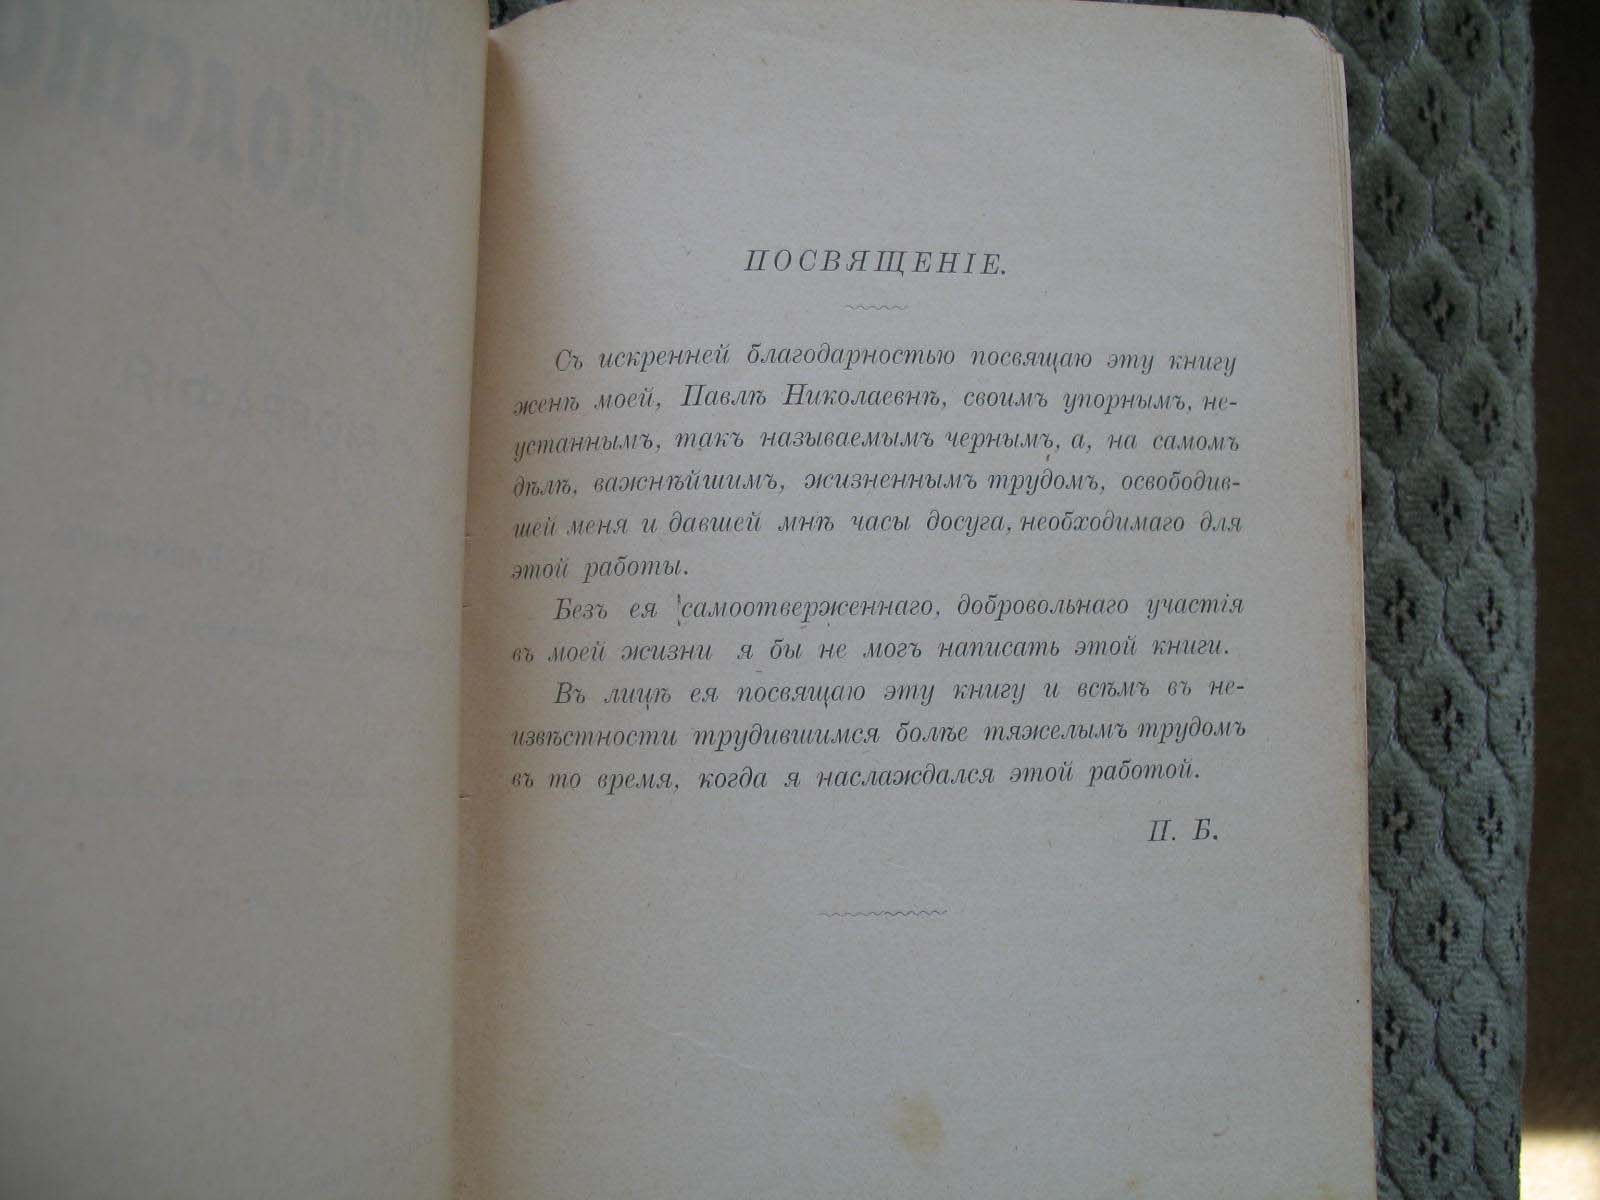 ПОСВЯЩЕНІЕ.
Съ искренней благодарностью посвящаю эту книгу
женѣ моей, Павлѣ Николаевнѣ, своимъ упорнымъ, не-
устаннымъ, такъ называемымъ чернымъ, а, на самомъ
дѣлѣ, важнѣйшимъ, жизненнымъ трудомъ, освободив-
шей меня и давшей мнѣ часы досуга, необходимаго для
этой работы.
Безъ ея самоотверженнаго, добровольнаго участія
въ моей жизни я бы не могъ написать этой книги.
Въ лицѣ ея посвящаю эту книгу и всѣмъ въ не-
извѣстности трудившимся болѣе тяжелымъ трудомъ
въ то время, когда я наслаждался этой работой.
П. Б.